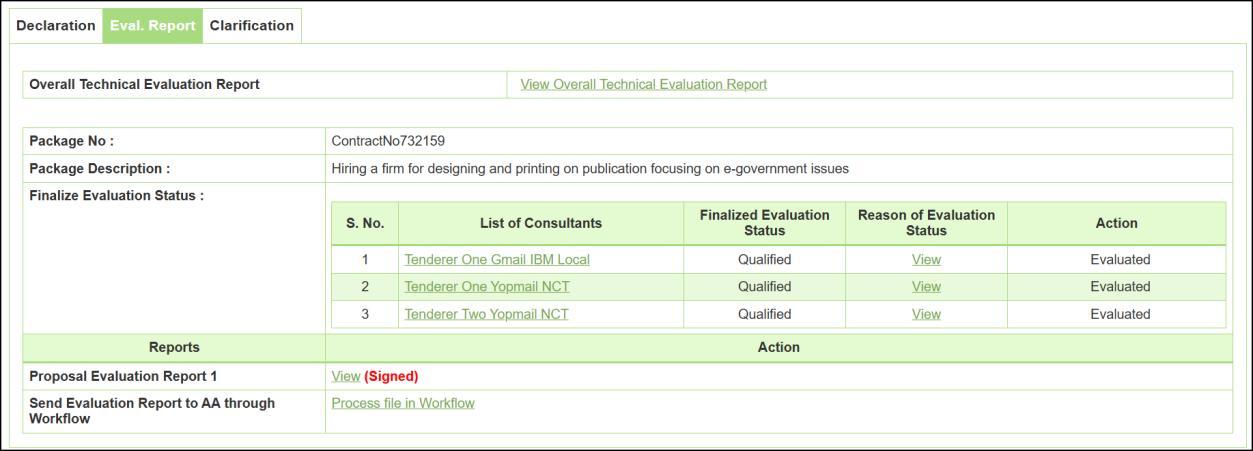 Declaration Eval. Report Clarification
Overall Technical Evaluation Report View Overall Technical Evaluation Report
Package No : ContractNo732159
Package Description : Hiring a firm for designing and printing on publication focusing on e-government issues
Finalize Evaluation Status :
S. No. List of Consultants Finalized Evaluation Status Reason of Evaluation Status Action
1 Tenderer One Gmail IBM Local Qualified View Evaluated
2 Tenderer One Yopmail NCT Qualified View Evaluated
3 Tenderer Two Yopmail NCT Qualified View Evaluated
Reports Action
Proposal Evaluation Report 1 View (Signed)
Send Evaluation Report to AA through Workflow Process file in Workflow